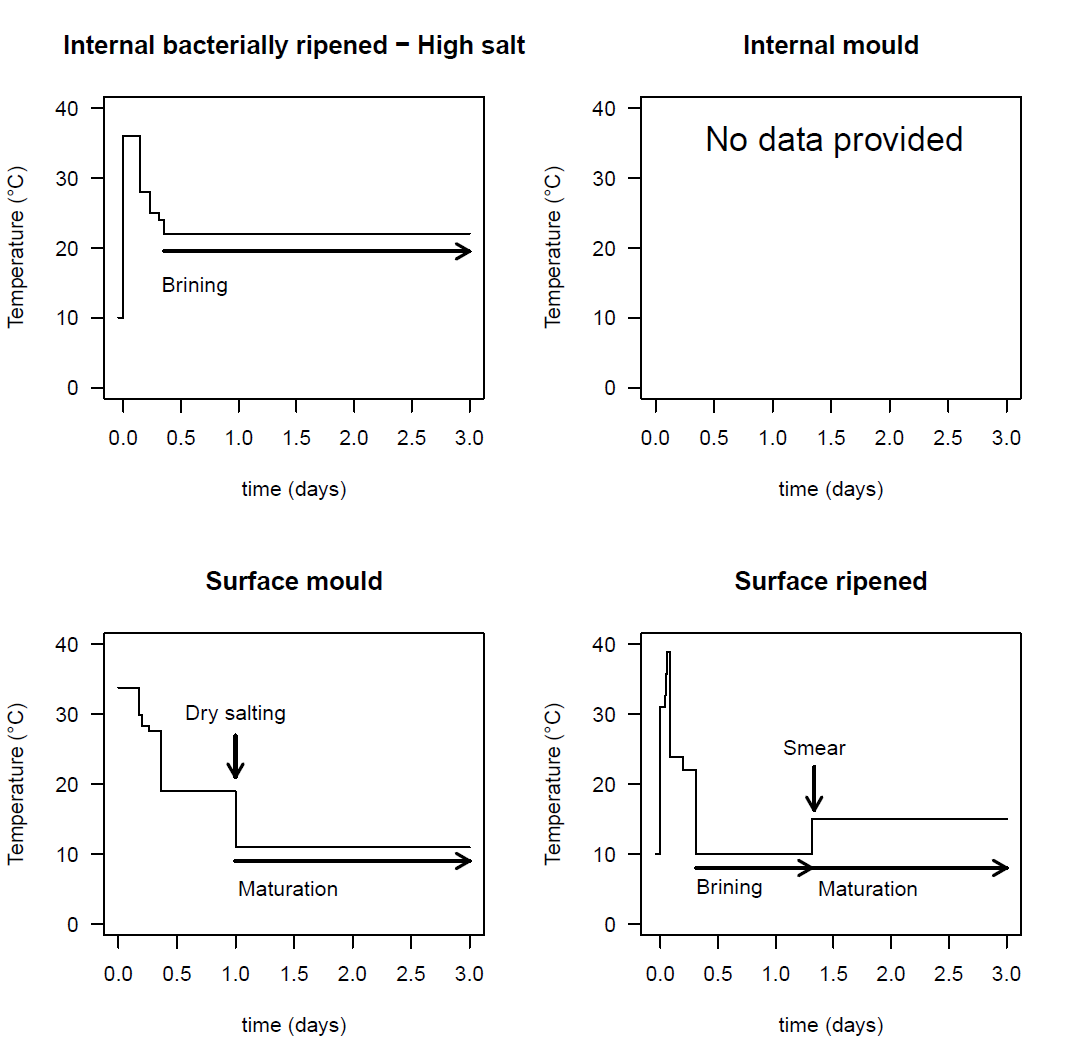 Internal bacterially ripened − High salt
Temperature (°C)
40
30
20
10
0
Brining
0.0 0.5 1.0 1.5 2.0 2.5 3.0
time (days)
Internal mould
Temperature (°C)
40
30
20
10
0
No data provided
0.0 0.5 1.0 1.5 2.0 2.5 3.0
time (days)
Surface mould
Temperature (°C)
40
30
20
10
0
Dry salting
Maturation
0.0 0.5 1.0 1.5 2.0 2.5 3.0
time (days)
Surface ripened
Temperature (°C)
40
30
20
10
0
Smear
Brining Maturation
0.0 0.5 1.0 1.5 2.0 2.5 3.0
time (days)